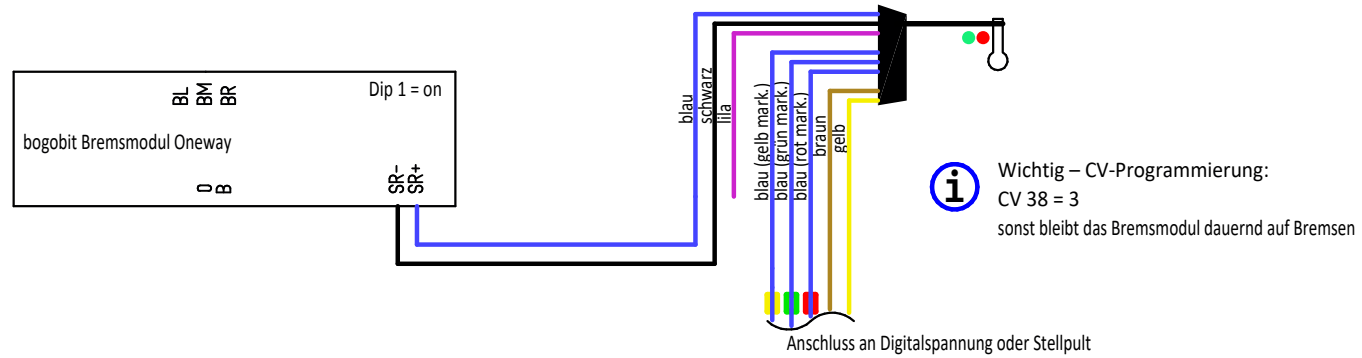 BL
BM
BR
Dip 1 = on
bogobit Bremsmodul Oneway
0
B
SR-
SR+
blau
schwarz
lila
blau (gelb mark.)
blau (grün mark.)
blau (rot mark.)
braun
gelb
i
Wichtig – CV-Programmierung:
CV 38 = 3
sonst bleibt das Bremsmodul dauernd auf Bremsen
Anschluss an Digitalspannung oder Stellpult